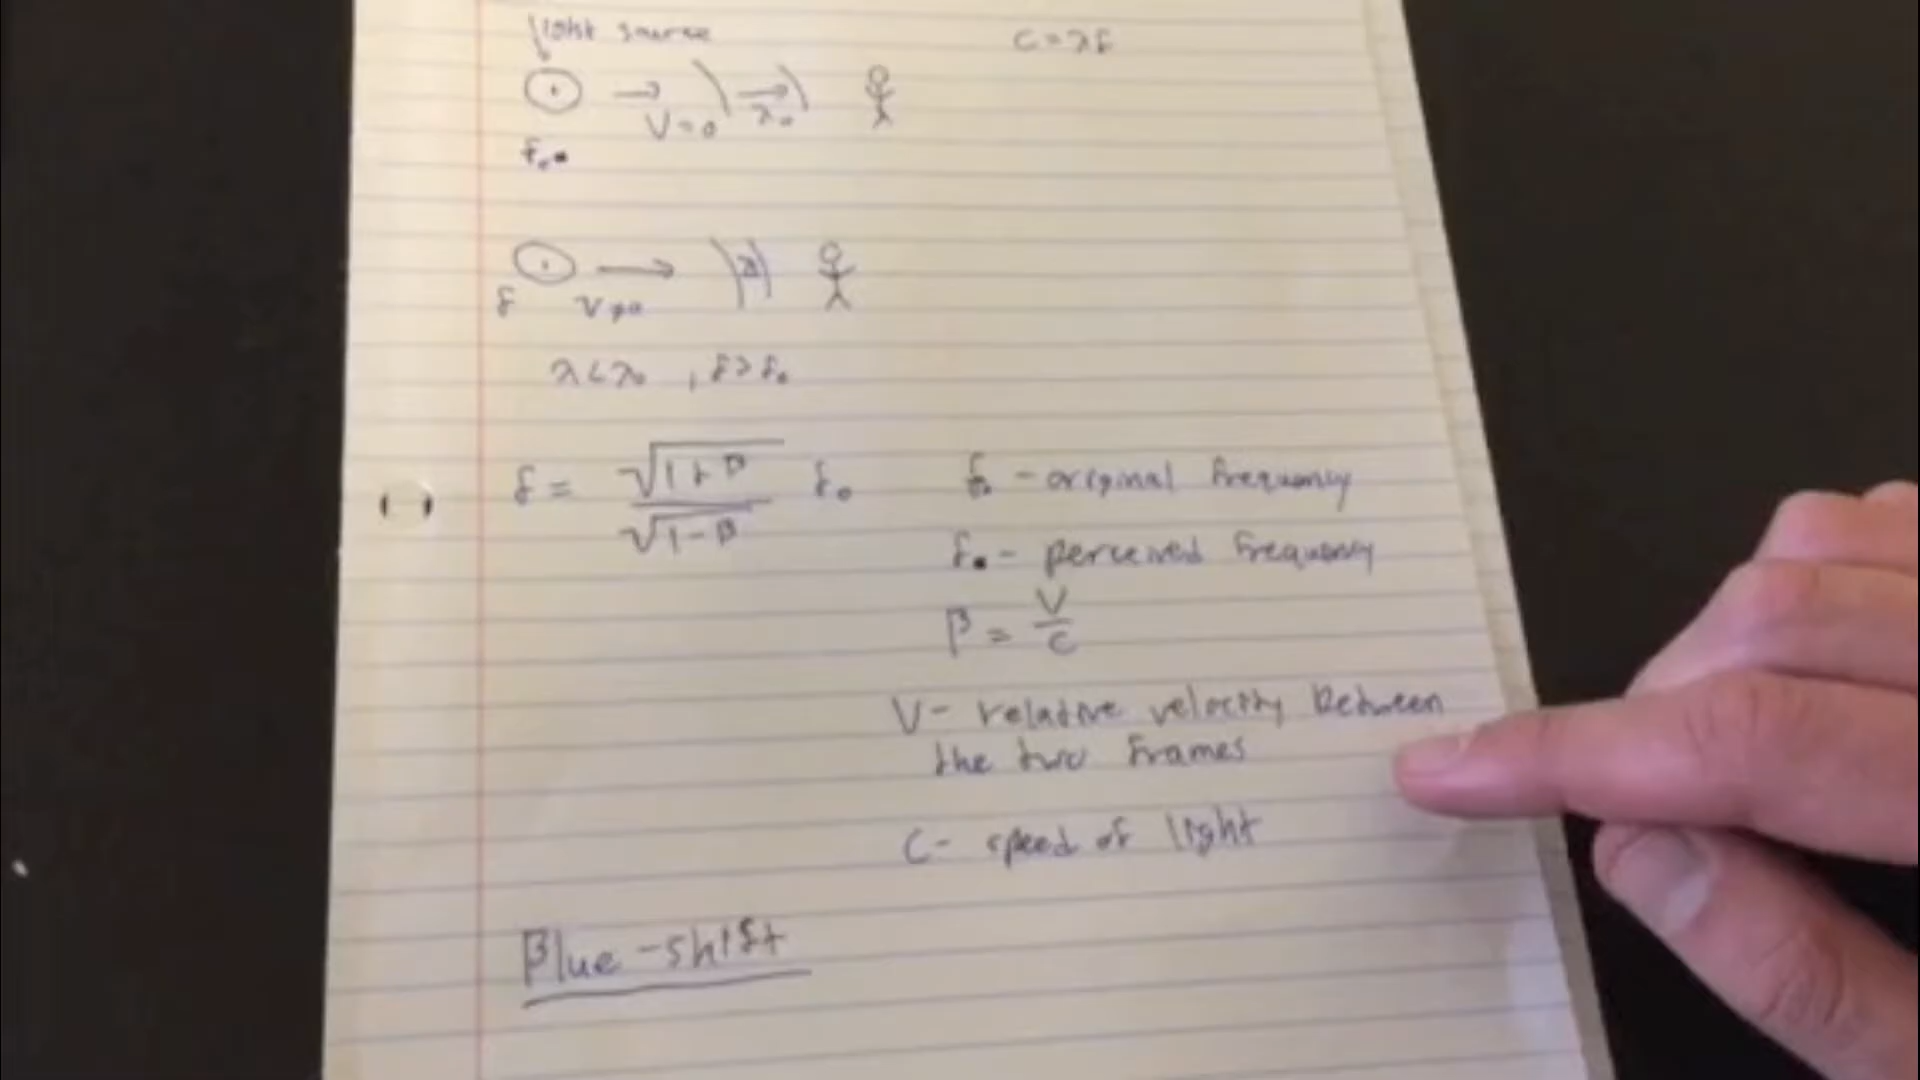 light source
c = λf
V = 0
λ₀
f₀
λ
f
V ≠ 0
λ < λ₀ , f > f₀
f = √1+β / √1-β f₀
f₀ - original frequency
f - perceived frequency
β = V/c
V - relative velocity between
the two frames
C - speed of light
Blue-shift